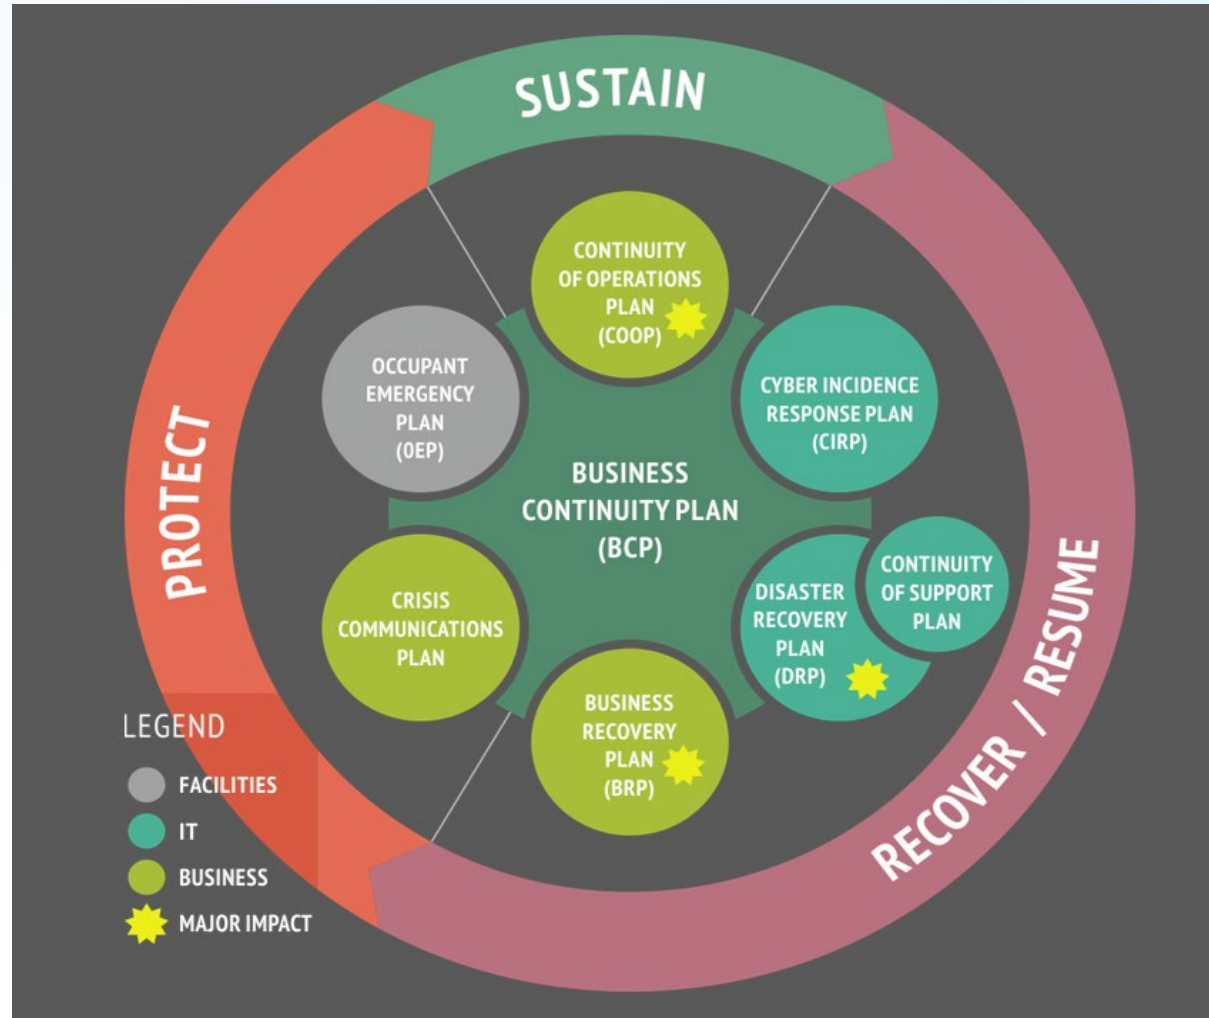 SUSTAIN
PROTECT
RECOVER / RESUME
CONTINUITY
OF OPERATIONS
PLAN
(COOP)
OCCUPANT
EMERGENCY
PLAN
(OEP)
CYBER INCIDENCE
RESPONSE PLAN
(CIRP)
BUSINESS
CONTINUITY PLAN
(BCP)
CRISIS
COMMUNICATIONS
PLAN
DISASTER
RECOVERY
PLAN
(DRP)
CONTINUITY
OF SUPPORT
PLAN
BUSINESS
RECOVERY
PLAN
(BRP)
LEGEND
FACILITIES
IT
BUSINESS
MAJOR IMPACT